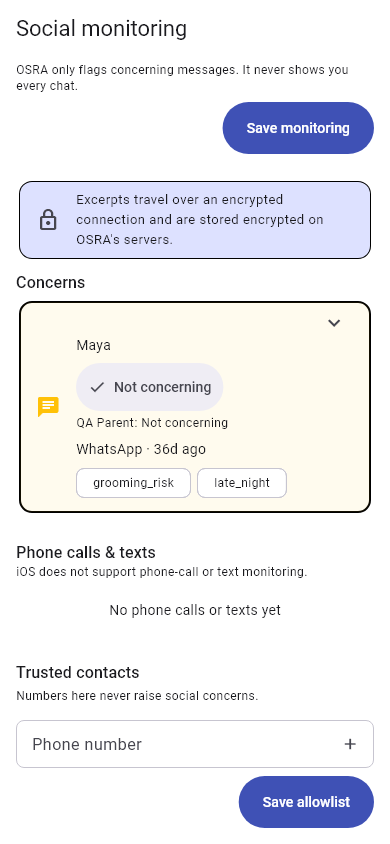 Social monitoring
OSRA only flags concerning messages. It never shows you
every chat.
Save monitoring
Excerpts travel over an encrypted
connection and are stored encrypted on
OSRA's servers.
Concerns
Maya
Not concerning
QA Parent: Not concerning
WhatsApp · 36d ago
grooming_risk late_night
Phone calls & texts
iOS does not support phone-call or text monitoring.
No phone calls or texts yet
Trusted contacts
Numbers here never raise social concerns.
Phone number
Save allowlist